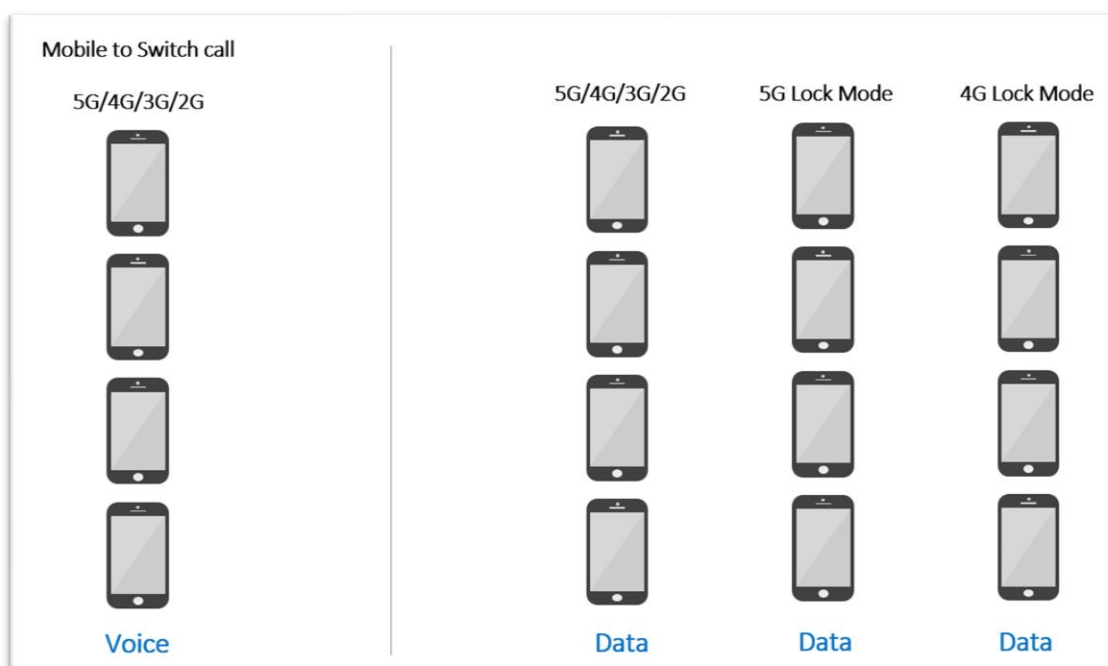 Mobile to Switch call
5G/4G/3G/2G
5G/4G/3G/2G
5G Lock Mode
4G Lock Mode
Voice
Data
Data
Data